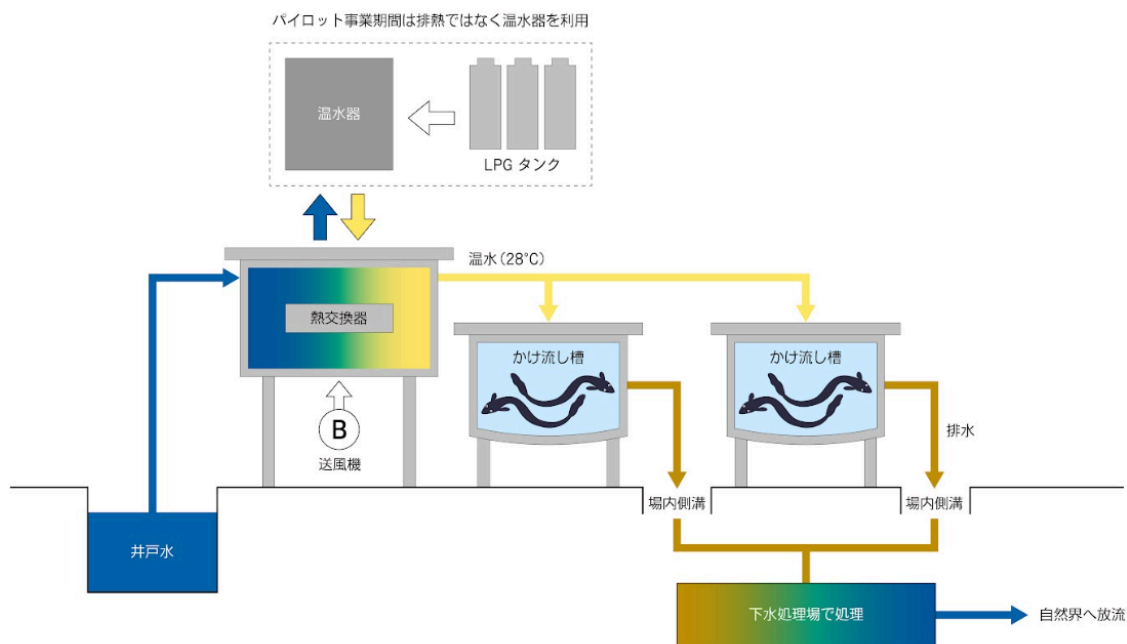 パイロット事業期間は排熱ではなく温水器を利用
温水器
LPG タンク
温水（28°C）
熱交換器
かけ流し槽
かけ流し槽
B
送風機
排水
場内側溝
場内側溝
井戸水
下水処理場で処理
自然界へ放流